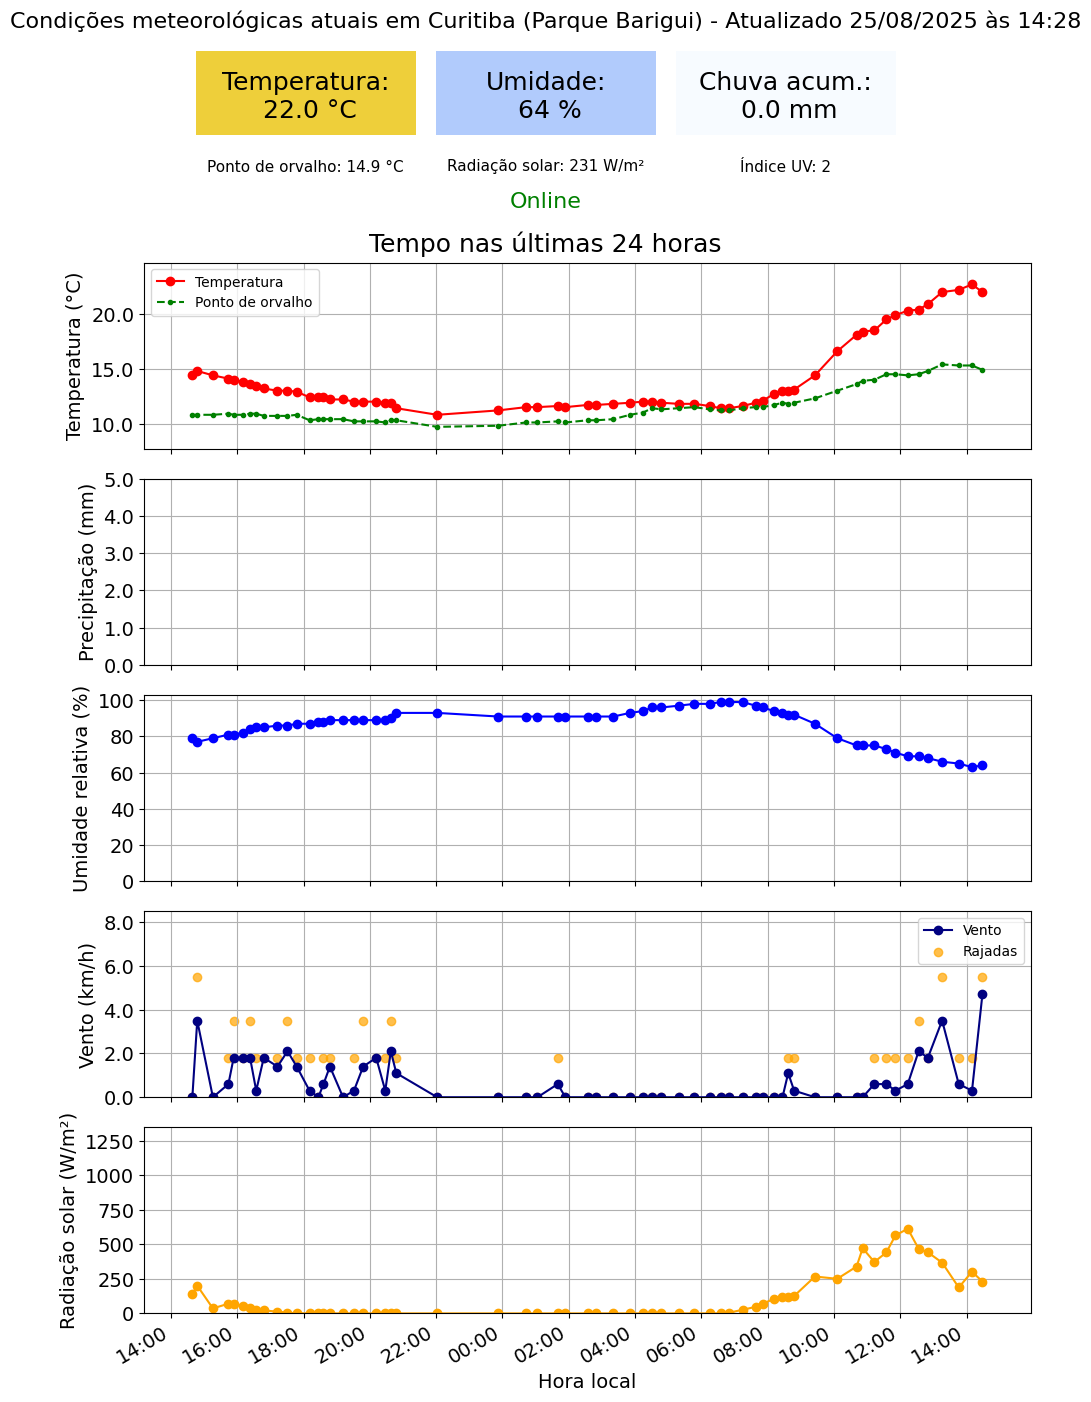 Condições meteorológicas atuais em Curitiba (Parque Barigui) - Atualizado 25/08/2025 às 14:28
Temperatura:
22.0 °C
Umidade:
64 %
Chuva acum.:
0.0 mm
Ponto de orvalho: 14.9 °C
Radiação solar: 231 W/m²
Índice UV: 2
Online
Tempo nas últimas 24 horas
Temperatura (°C)
20.0
15.0
10.0
Temperatura
Ponto de orvalho
Precipitação (mm)
5.0
4.0
3.0
2.0
1.0
0.0
Umidade relativa (%)
100
80
60
40
20
0
Vento (km/h)
8.0
6.0
4.0
2.0
0.0
Vento
Rajadas
Radiação solar (W/m²)
1250
1000
750
500
250
0
14:00
16:00
18:00
20:00
22:00
00:00
02:00
04:00
06:00
08:00
10:00
12:00
14:00
Hora local